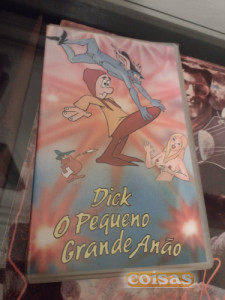 Dick
O Pequeno
Grande Anão
coisas